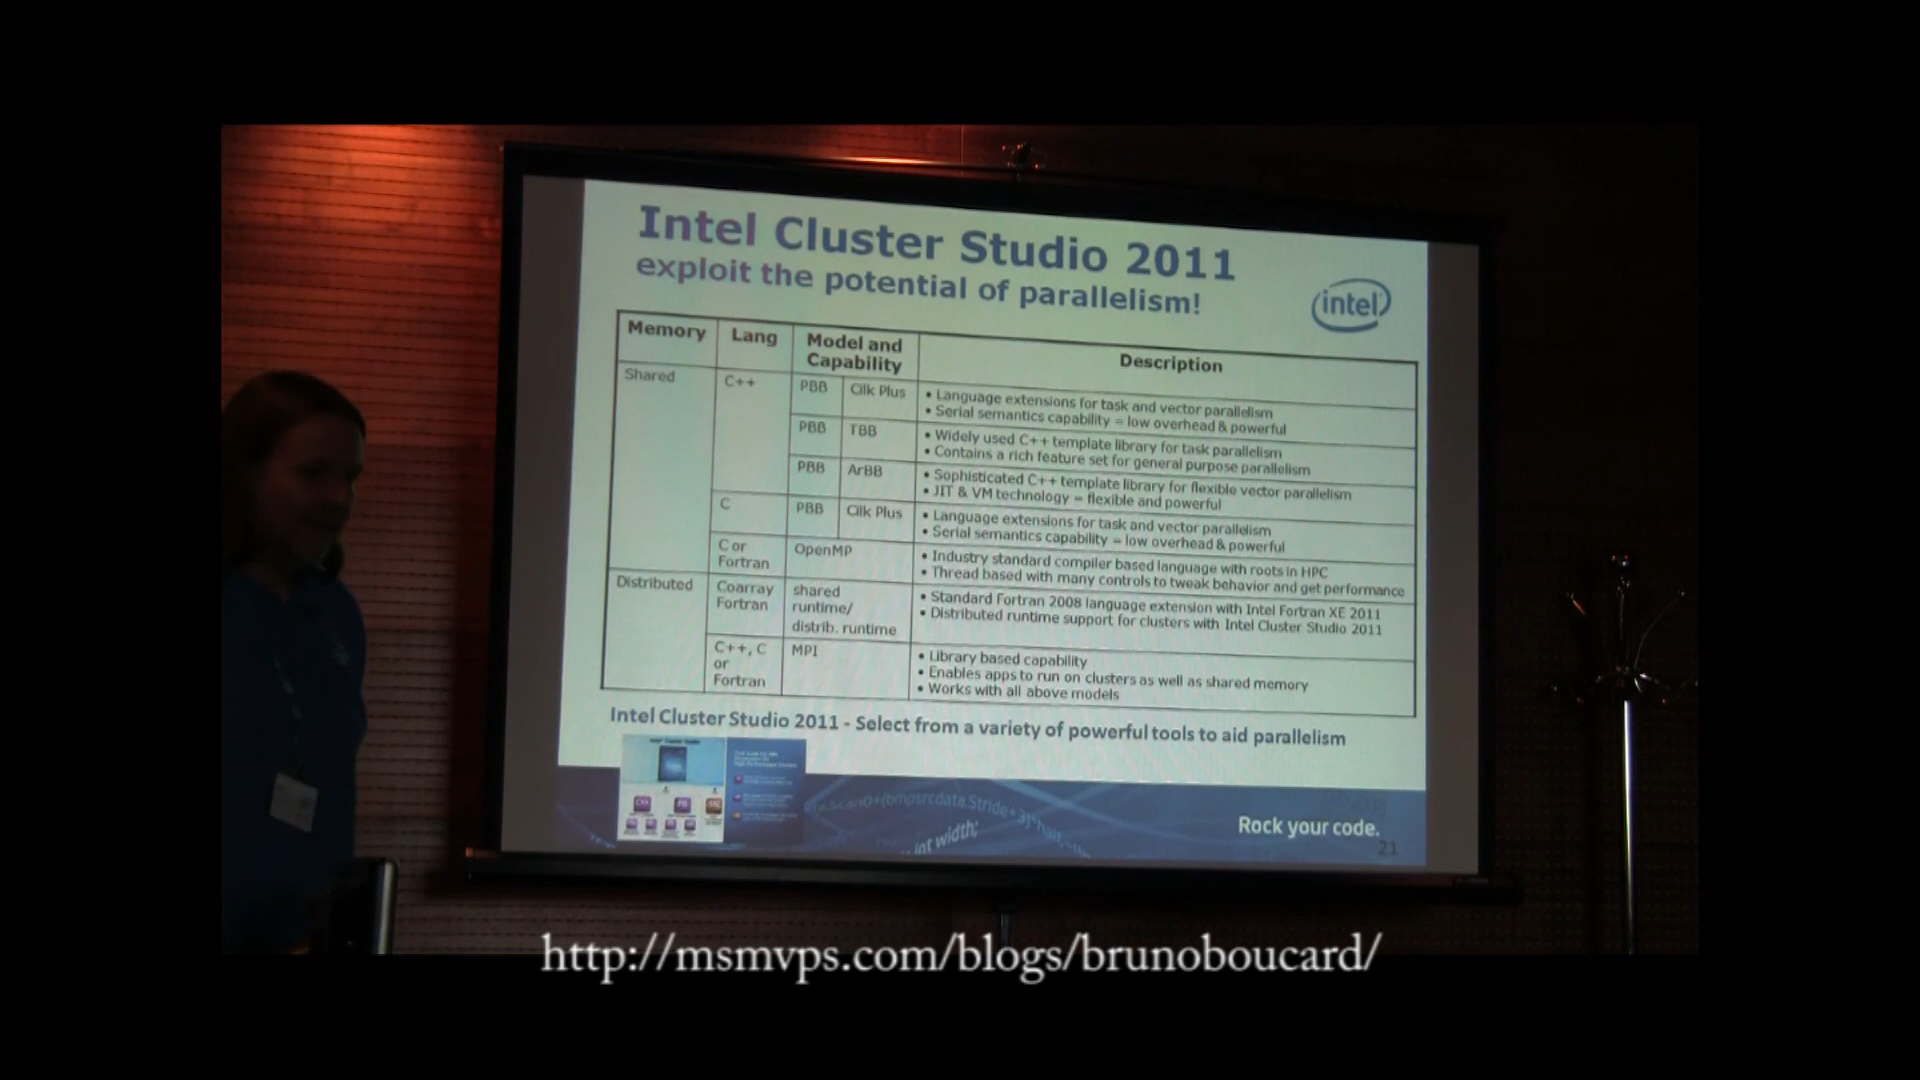 Intel Cluster Studio 2011
exploit the potential of parallelism!
intel
Memory Lang Model and Capability Description
Shared C++ PBB Cilk Plus
• Language extensions for task and vector parallelism
• Serial semantics capability = low overhead & powerful
PBB TBB
• Widely used C++ template library for task parallelism
• Contains a rich feature set for general purpose parallelism
PBB ArBB
• Sophisticated C++ template library for flexible vector parallelism
• JIT & VM technology = flexible and powerful
C PBB Cilk Plus
• Language extensions for task and vector parallelism
• Serial semantics capability = low overhead & powerful
C or Fortran OpenMP
• Industry standard compiler based language with roots in HPC
• Thread based with many controls to tweak behavior and get performance
Distributed Coarray Fortran shared runtime/ distrib. runtime
• Standard Fortran 2008 language extension with Intel Fortran XE 2011
• Distributed runtime support for clusters with Intel Cluster Studio 2011
C++, C or Fortran MPI
• Library based capability
• Enables apps to run on clusters as well as shared memory
• Works with all above models
Intel Cluster Studio 2011 - Select from a variety of powerful tools to aid parallelism
int width;
Rock your code.
21
http://msmvps.com/blogs/brunoboucard/